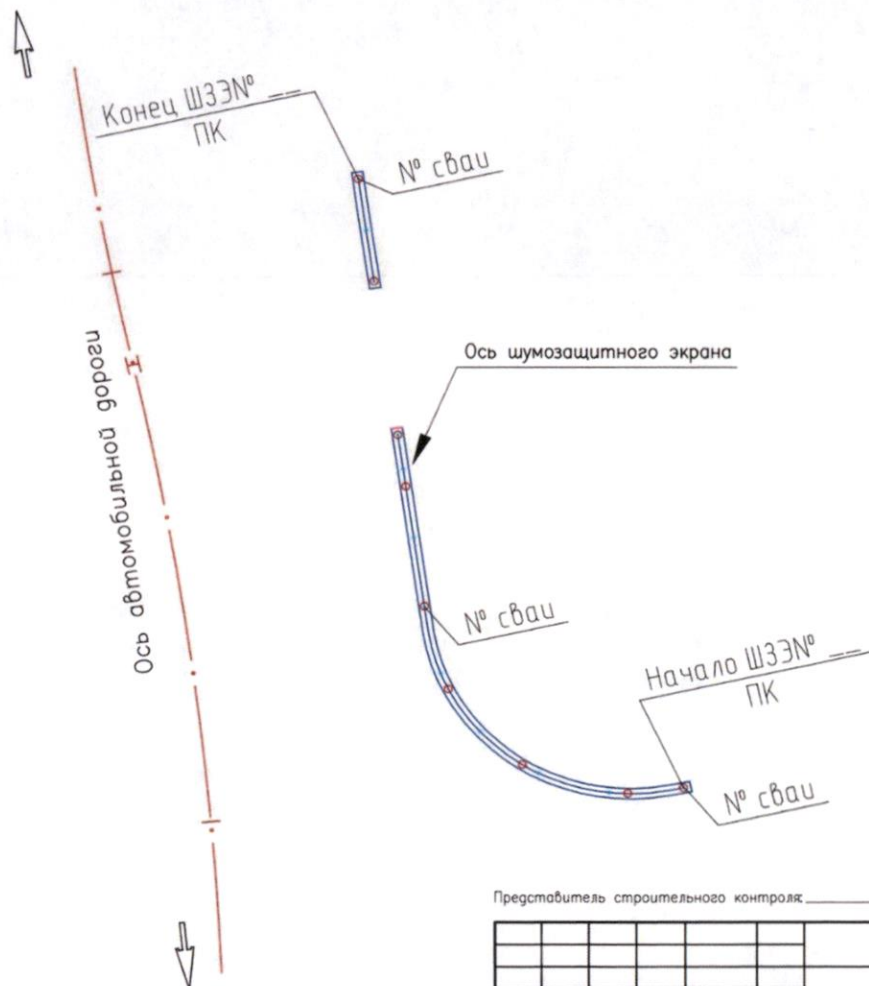 Конец ШЗЭ№ __
ПК
№ сваи
Ось шумозащитного экрана
Ось автомобильной дороги
№ сваи
Начало ШЗЭ№ __
ПК
№ сваи
Представитель строительного контроля: